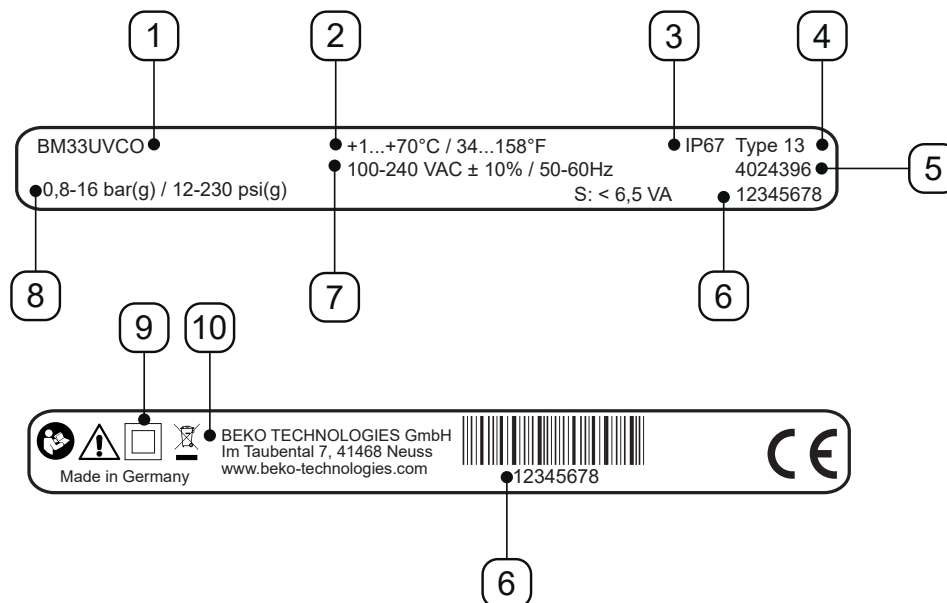 1 2 3 4
BM33UVCO +1...+70°C / 34...158°F IP67 Type 13
100-240 VAC ± 10% / 50-60Hz 4024396 5
0,8-16 bar(g) / 12-230 psi(g) S: < 6,5 VA 12345678
8 7 6
9 10
BEKO TECHNOLOGIES GmbH
Im Taubental 7, 41468 Neuss
www.beko-technologies.com
Made in Germany
12345678
CE
6